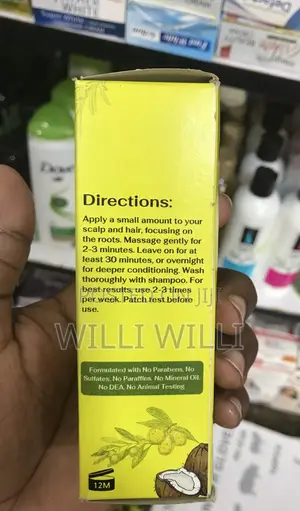 Directions:
Apply a small amount to your
scalp and hair, focusing on
the roots. Massage gently for
2-3 minutes. Leave on for at
least 30 minutes, or overnight
for deeper conditioning. Wash
thoroughly with shampoo. For
best results, use 2-3 times
per week. Patch test before
use.
WILLI WILLI
Formulated with No Parabens, No
Sulfates, No Paraffins, No Mineral Oil,
No DEA, No Animal Testing
12M
Dove